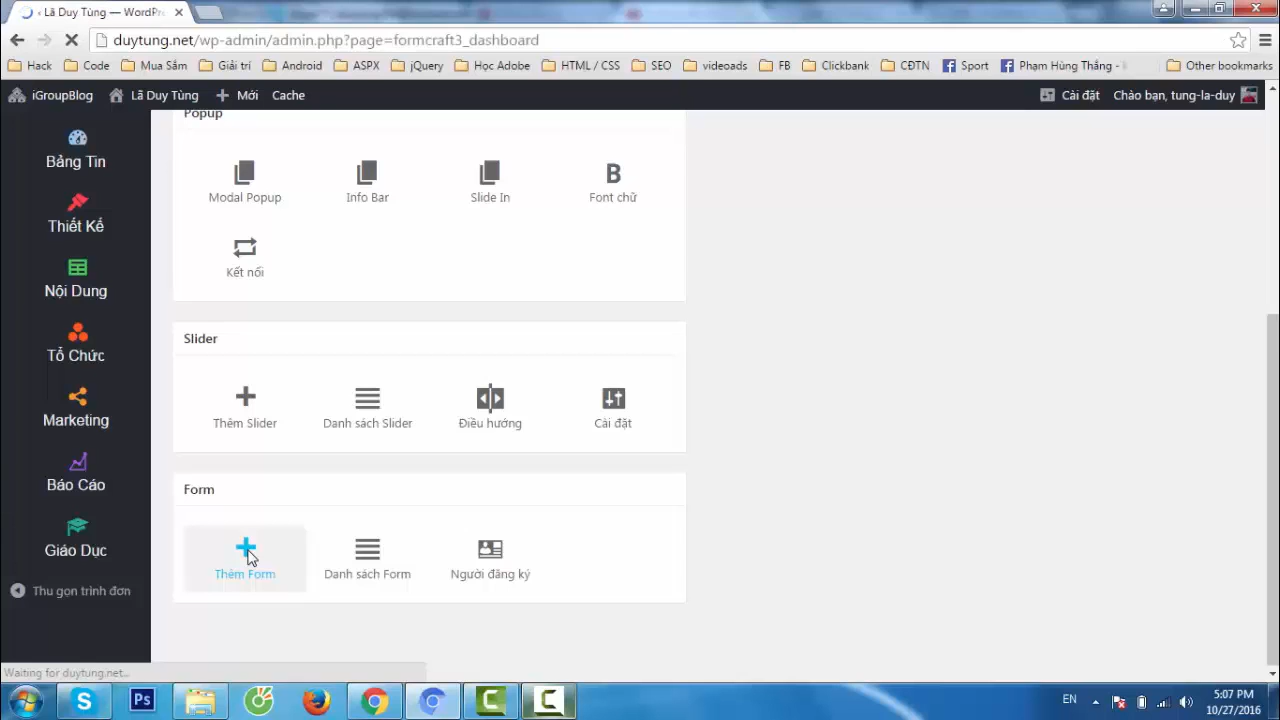 ‹ Lã Duy Tùng — WordPre
duytung.net/wp-admin/admin.php?page=formcraft3_dashboard
Hack Code Mua Sắm Giải trí Android ASPX jQuery Học Adobe HTML / CSS SEO videoads FB Clickbank CĐTN Sport Phạm Hùng Thắng - Other bookmarks
iGroupBlog Lã Duy Tùng Mới Cache Cài đặt Chào bạn, tung-la-duy
Bảng Tin
Thiết Kế
Nội Dung
Tổ Chức
Marketing
Báo Cáo
Giáo Dục
Thu gọn trình đơn
Popup
Modal Popup Info Bar Slide In Font chữ
Kết nối
Slider
Thêm Slider Danh sách Slider Điều hướng Cài đặt
Form
Thêm Form Danh sách Form Người đăng ký
Waiting for duytung.net...
EN
5:07 PM
10/27/2016